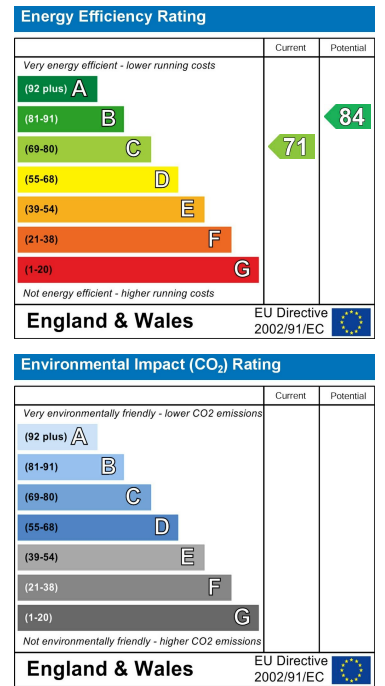 Energy Efficiency Rating
Current Potential
Very energy efficient - lower running costs
(92 plus) A
(81-91) B
84
(69-80) C
71
(55-68) D
(39-54) E
(21-38) F
(1-20) G
Not energy efficient - higher running costs
England & Wales
EU Directive
2002/91/EC
Environmental Impact (CO₂) Rating
Current Potential
Very environmentally friendly - lower CO2 emissions
(92 plus) A
(81-91) B
(69-80) C
(55-68) D
(39-54) E
(21-38) F
(1-20) G
Not environmentally friendly - higher CO2 emissions
England & Wales
EU Directive
2002/91/EC